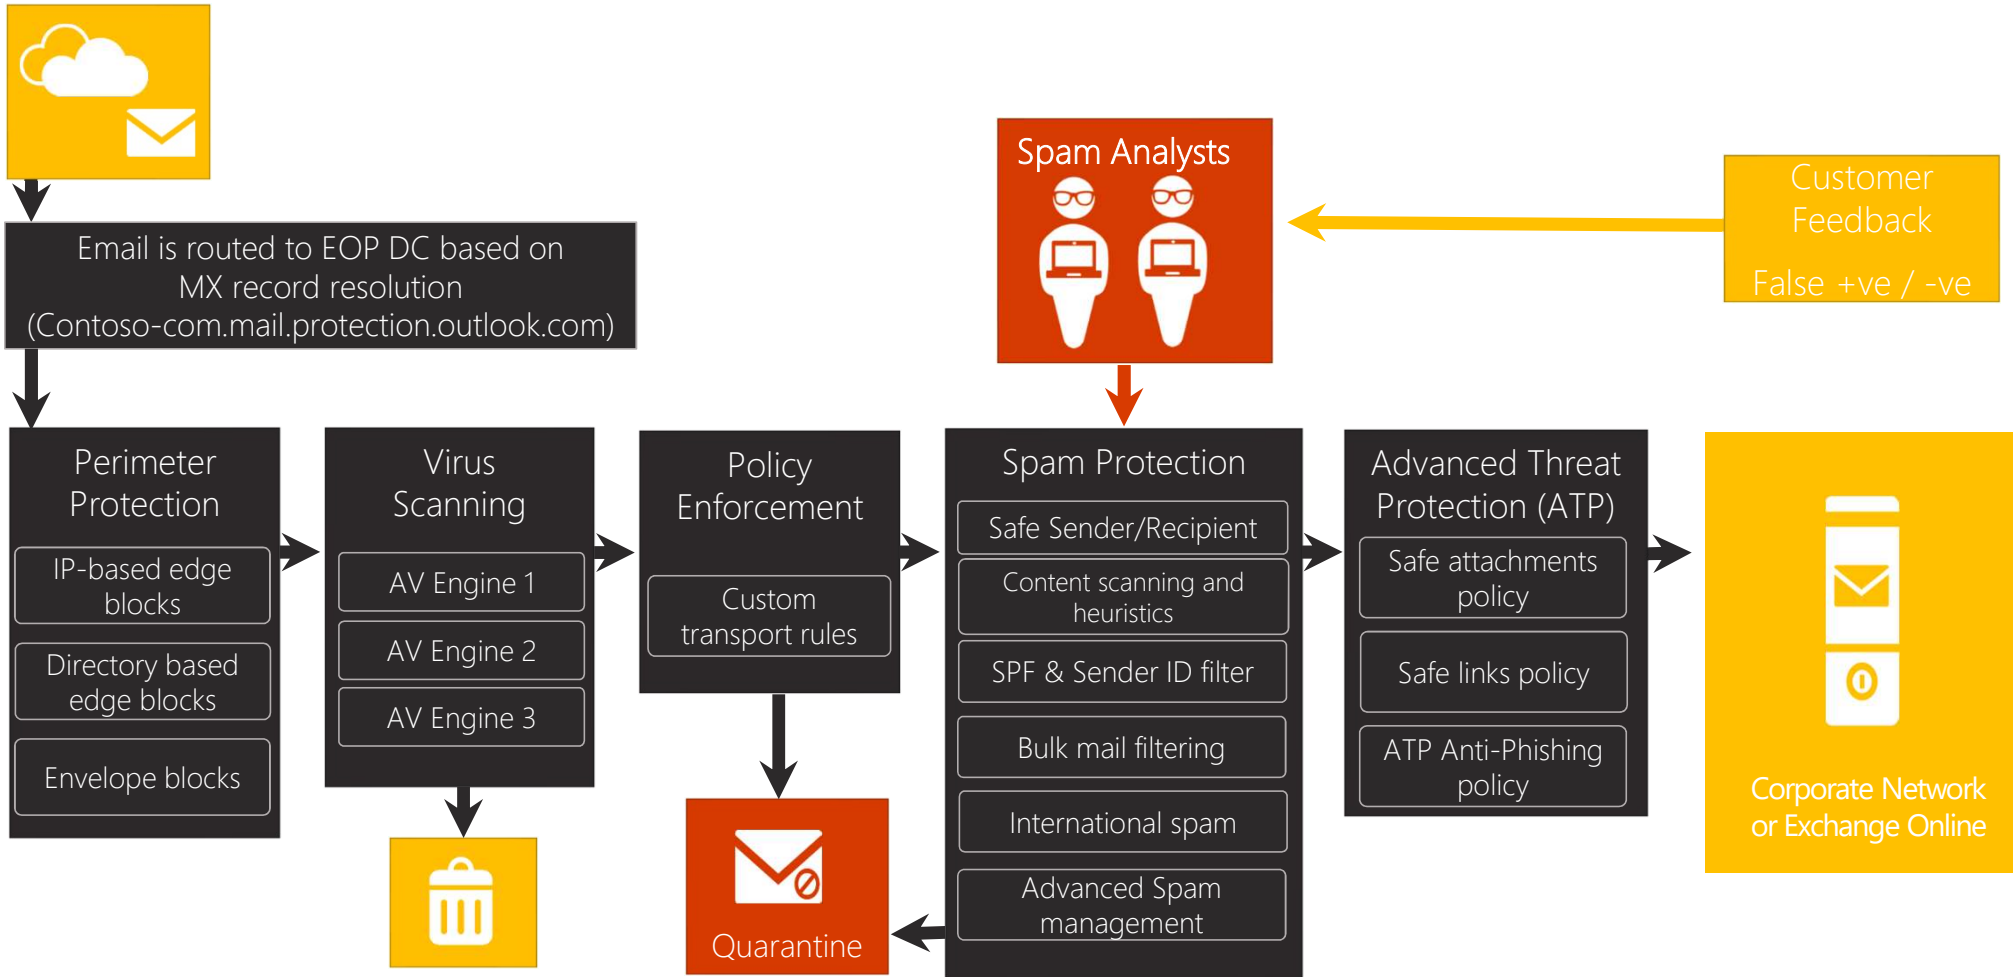 Spam Analysts
Customer
Feedback
False +ve / -ve
Email is routed to EOP DC based on
MX record resolution
(Contoso-com.mail.protection.outlook.com)
Perimeter
Protection
IP-based edge
blocks
Directory based
edge blocks
Envelope blocks
Virus
Scanning
AV Engine 1
AV Engine 2
AV Engine 3
Policy
Enforcement
Custom
transport rules
Quarantine
Spam Protection
Safe Sender/Recipient
Content scanning and
heuristics
SPF & Sender ID filter
Bulk mail filtering
International spam
Advanced Spam
management
Advanced Threat
Protection (ATP)
Safe attachments
policy
Safe links policy
ATP Anti-Phishing
policy
Corporate Network
or Exchange Online